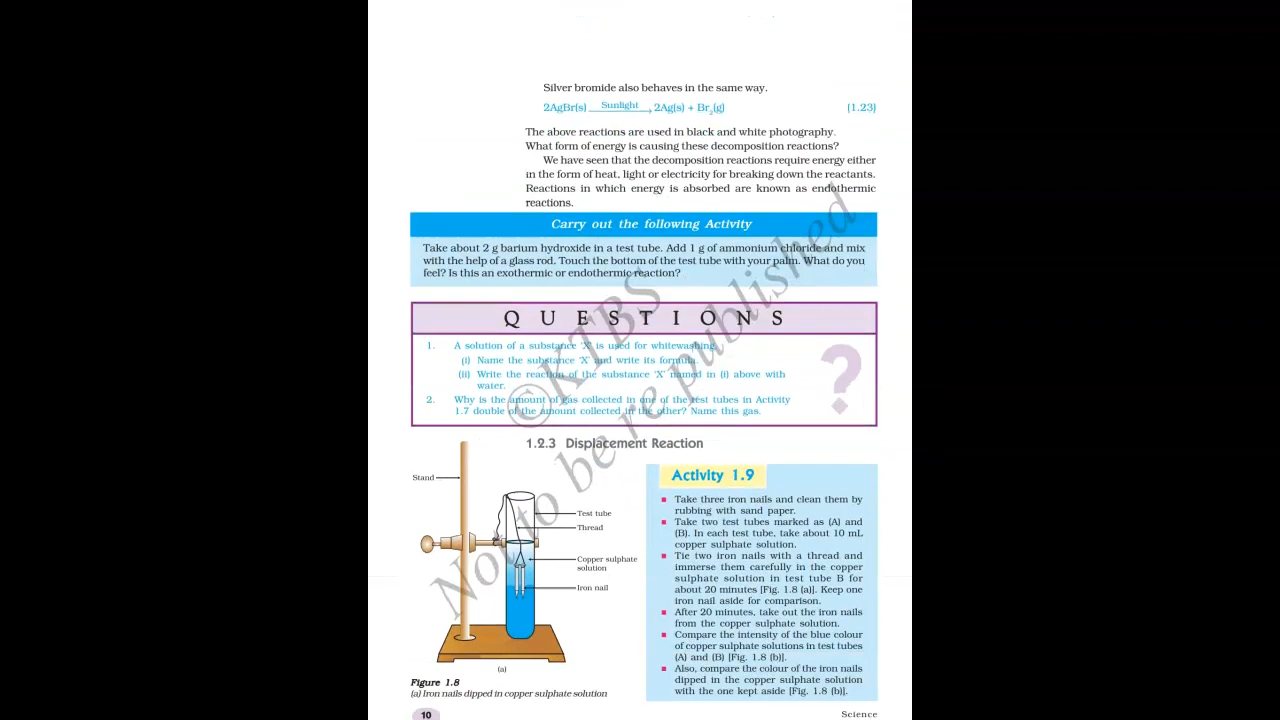 Silver bromide also behaves in the same way.
2AgBr(s) Sunlight 2Ag(s) + Br2(g) (1.23)
The above reactions are used in black and white photography.
What form of energy is causing these decomposition reactions?
We have seen that the decomposition reactions require energy either
in the form of heat, light or electricity for breaking down the reactants.
Reactions in which energy is absorbed are known as endothermic
reactions.
Carry out the following Activity
Take about 2 g barium hydroxide in a test tube. Add 1 g of ammonium chloride and mix
with the help of a glass rod. Touch the bottom of the test tube with your palm. What do you
feel? Is this an exothermic or endothermic reaction?
QUESTIONS
1. A solution of a substance ‘X’ is used for whitewashing.
(i) Name the substance ‘X’ and write its formula.
(ii) Write the reaction of the substance ‘X’ named in (i) above with
water.
2. Why is the amount of gas collected in one of the test tubes in Activity
1.7 double of the amount collected in the other? Name this gas.
?
1.2.3 Displacement Reaction
Stand
Test tube
Thread
Copper sulphate
solution
Iron nail
(a)
Figure 1.8
(a) Iron nails dipped in copper sulphate solution
Activity 1.9
Take three iron nails and clean them by
rubbing with sand paper.
Take two test tubes marked as (A) and
(B). In each test tube, take about 10 mL
copper sulphate solution.
Tie two iron nails with a thread and
immerse them carefully in the copper
sulphate solution in test tube B for
about 20 minutes [Fig. 1.8 (a)]. Keep one
iron nail aside for comparison.
After 20 minutes, take out the iron nails
from the copper sulphate solution.
Compare the intensity of the blue colour
of copper sulphate solutions in test tubes
(A) and (B) [Fig. 1.8 (b)].
Also, compare the colour of the iron nails
dipped in the copper sulphate solution
with the one kept aside [Fig. 1.8 (b)].
10
Science
©KTBS
Not to be republished